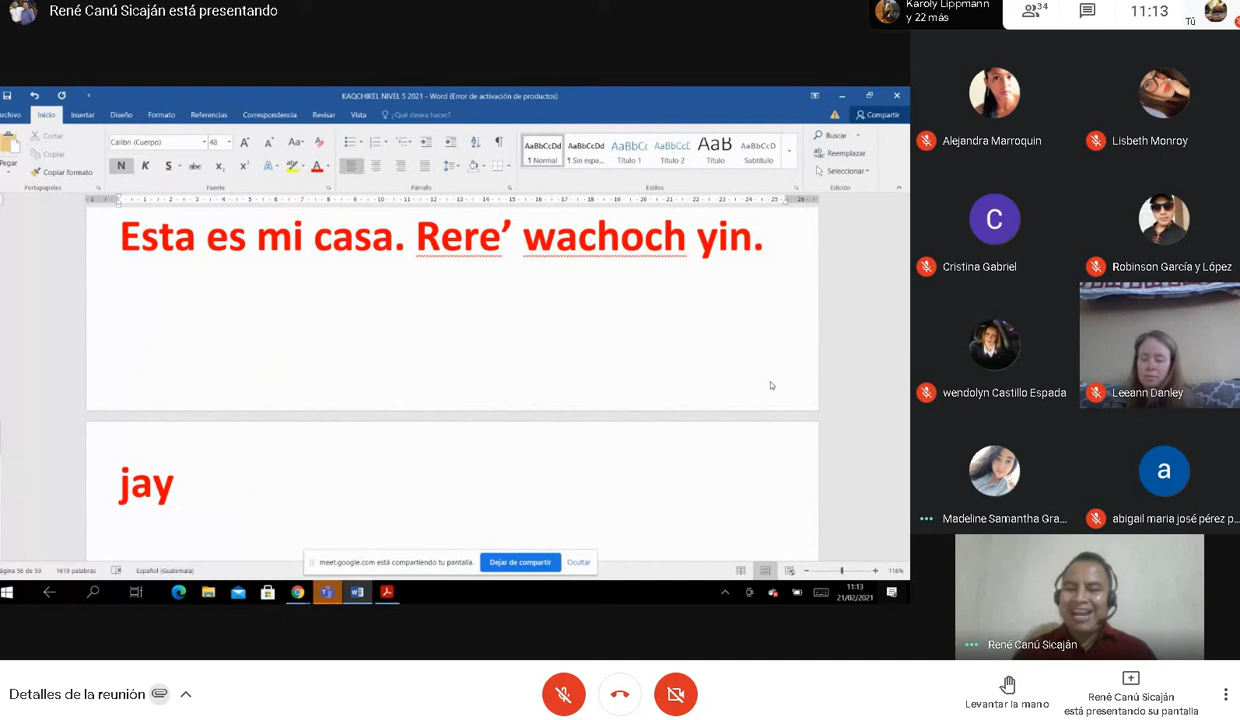 René Canú Sicaján está presentando
Karoly Lippmann
y 22 más
34
11:13
Tú
KAQCHIKEL NIVEL 5 2021 - Word (Error de activación de productos)
Archivo Inicio Insertar Diseño Formato Referencias Correspondencia Revisar Vista ¿Qué desea hacer? Compartir
Cortar
Copiar
Pegar
Copiar formato
Portapapeles
Calibri (Cuerpo) 48
N K S abc
Fuente
Párrafo
AaBbCcDd
¶ Normal
AaBbCcDd
¶ Sin espa...
AaBbCc
Título 1
AaBbCcC
Título 2
AaB
Título
AaBbCcD
Subtítulo
Estilos
Buscar
Reemplazar
Seleccionar
Edición
Esta es mi casa. Rere’ wachoch yin.
jay
meet.google.com está compartiendo tu pantalla.
Dejar de compartir
Ocultar
Página 56 de 59 1619 palabras Español (Guatemala)
116%
11:13
21/02/2021
Alejandra Marroquin
Lisbeth Monroy
C
Cristina Gabriel
Robinson García y López
wendolyn Castillo Espada
Leeann Danley
Madeline Samantha Gra...
a
abigail maria josé pérez p...
René Canú Sicaján
Detalles de la reunión
Levantar la mano
René Canú Sicaján
está presentando su pantalla